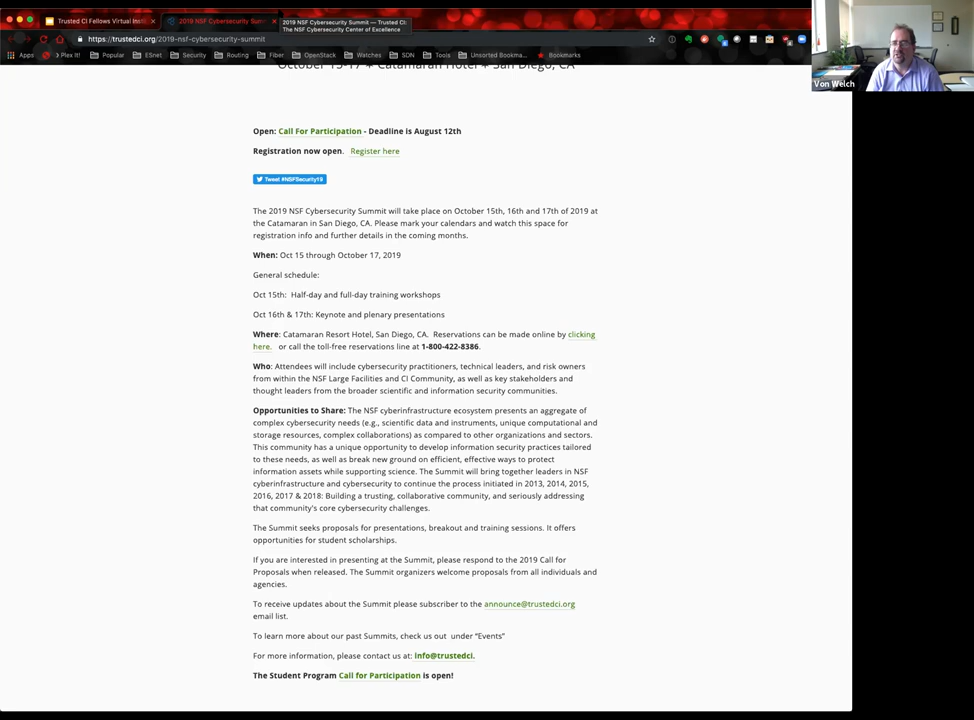 Trusted CI Fellows Virtual Insti
2019 NSF Cybersecurity Summ
2019 NSF Cybersecurity Summit — Trusted CI:
The NSF Cybersecurity Center of Excellence
https://trustedci.org/2019-nsf-cybersecurity-summit
Apps > Plex It! Popular ESnet Security Routing Fiber OpenStack Watches SDN Tools Unsorted Bookma... Bookmarks
Von Welch
October 15-17 + Catamaran Hotel + San Diego, CA
Open: Call For Participation - Deadline is August 12th
Registration now open. Register here
Tweet #NSFSecurity19
The 2019 NSF Cybersecurity Summit will take place on October 15th, 16th and 17th of 2019 at
the Catamaran in San Diego, CA. Please mark your calendars and watch this space for
registration info and further details in the coming months.
When: Oct 15 through October 17, 2019
General schedule:
Oct 15th: Half-day and full-day training workshops
Oct 16th & 17th: Keynote and plenary presentations
Where: Catamaran Resort Hotel, San Diego, CA. Reservations can be made online by clicking
here. or call the toll-free reservations line at 1-800-422-8386.
Who: Attendees will include cybersecurity practitioners, technical leaders, and risk owners
from within the NSF Large Facilities and CI Community, as well as key stakeholders and
thought leaders from the broader scientific and information security communities.
Opportunities to Share: The NSF cyberinfrastructure ecosystem presents an aggregate of
complex cybersecurity needs (e.g., scientific data and instruments, unique computational and
storage resources, complex collaborations) as compared to other organizations and sectors.
This community has a unique opportunity to develop information security practices tailored
to these needs, as well as break new ground on efficient, effective ways to protect
information assets while supporting science. The Summit will bring together leaders in NSF
cyberinfrastructure and cybersecurity to continue the process initiated in 2013, 2014, 2015,
2016, 2017 & 2018: Building a trusting, collaborative community, and seriously addressing
that community's core cybersecurity challenges.
The Summit seeks proposals for presentations, breakout and training sessions. It offers
opportunities for student scholarships.
If you are interested in presenting at the Summit, please respond to the 2019 Call for
Proposals when released. The Summit organizers welcome proposals from all individuals and
agencies.
To receive updates about the Summit please subscriber to the announce@trustedci.org
email list.
To learn more about our past Summits, check us out under “Events”
For more information, please contact us at: info@trustedci.
The Student Program Call for Participation is open!